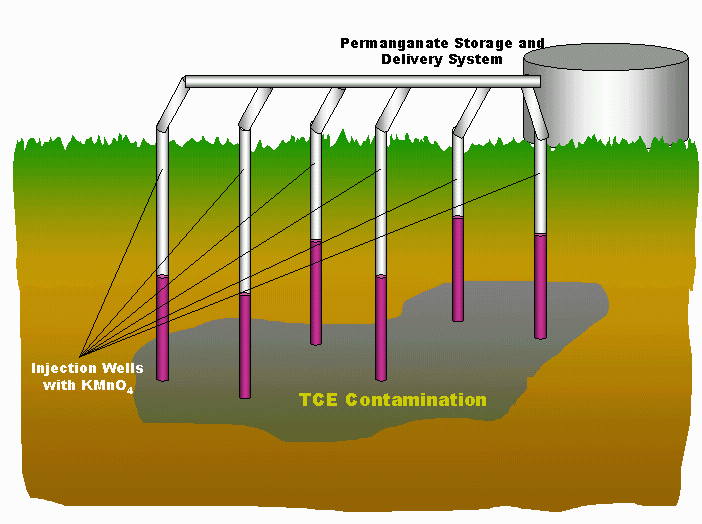 Permanganate Storage and
Delivery System
Injection Wells
with KMnO₄
TCE Contamination